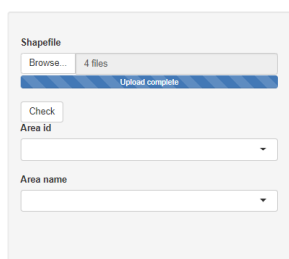 Shapefile
Browse... 4 files
Upload complete
Check
Area id
Area name